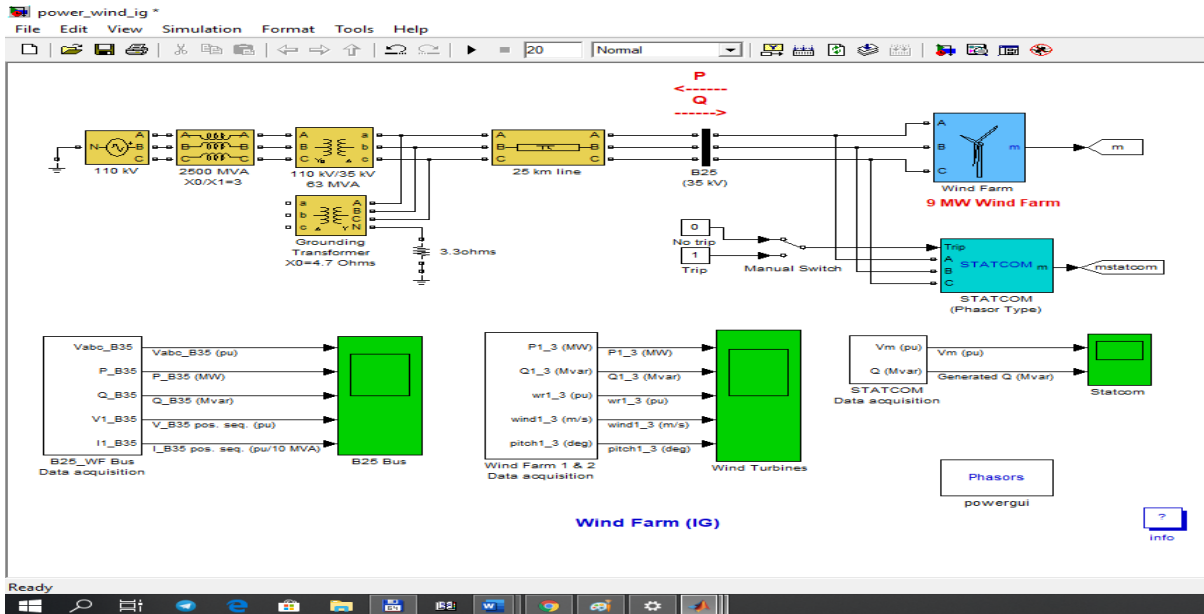 power_wind_ig *
File Edit View Simulation Format Tools Help
20 Normal
P
<------
Q
------>
N A B C
A B C A B C
A B C a b c
A B C A B C
A B C m
m
110 kV
2500 MVA
X0/X1=3
110 kV/35 kV
63 MVA
25 km line
B25
(35 kV)
Wind Farm
9 MW Wind Farm
a b c A B C N
Grounding
Transformer
X0=4.7 Ohms
3.3ohms
0
No trip
1
Trip
Manual Switch
Trip
A
B
C
STATCOM m
mstatcom
STATCOM
(Phasor Type)
Vabc_B35 Vabc_B35 (pu)
P_B35 P_B35 (MW)
Q_B35 Q_B35 (Mvar)
V1_B35 V_B35 pos. seq. (pu)
I1_B35 I_B35 pos. seq. (pu/10 MVA)
B25_WF Bus
Data acquisition
B25 Bus
P1_3 (MW) P1_3 (MW)
Q1_3 (Mvar) Q1_3 (Mvar)
wr1_3 (pu) wr1_3 (pu)
wind1_3 (m/s) wind1_3 (m/s)
pitch1_3 (deg) pitch1_3 (deg)
Wind Farm 1 & 2
Data acquisition
Wind Turbines
Vm (pu) Vm (pu)
Q (Mvar) Generated Q (Mvar)
STATCOM
Data acquisition
Statcom
Phasors
powergui
Wind Farm (IG)
?
info
Ready